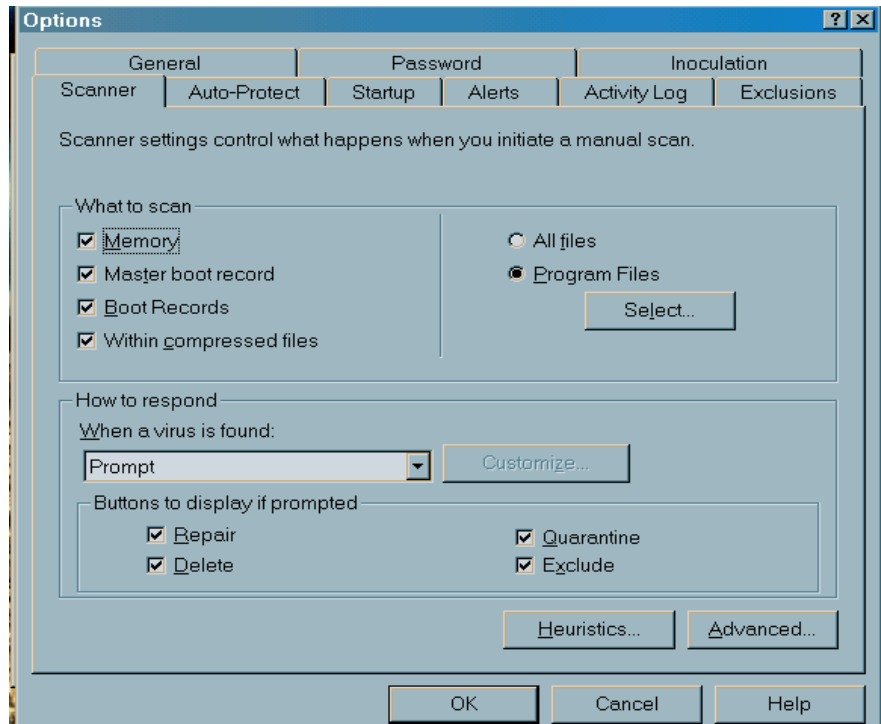 Options
General Password Inoculation
Scanner Auto-Protect Startup Alerts Activity Log Exclusions
Scanner settings control what happens when you initiate a manual scan.
What to scan
Memory
Master boot record
Boot Records
Within compressed files
All files
Program Files
Select...
How to respond
When a virus is found:
Prompt
Customize...
Buttons to display if prompted
Repair
Delete
Quarantine
Exclude
Heuristics... Advanced...
OK Cancel Help